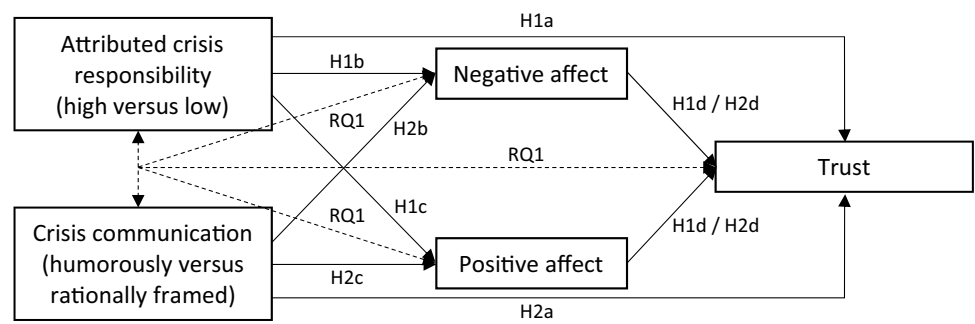 H1a
Attributed crisis
responsibility
(high versus low)
H1b
Negative affect
H1d / H2d
RQ1
H2b
RQ1
Trust
RQ1
H1c
H1d / H2d
Crisis communication
(humorously versus
rationally framed)
H2c
Positive affect
H2a